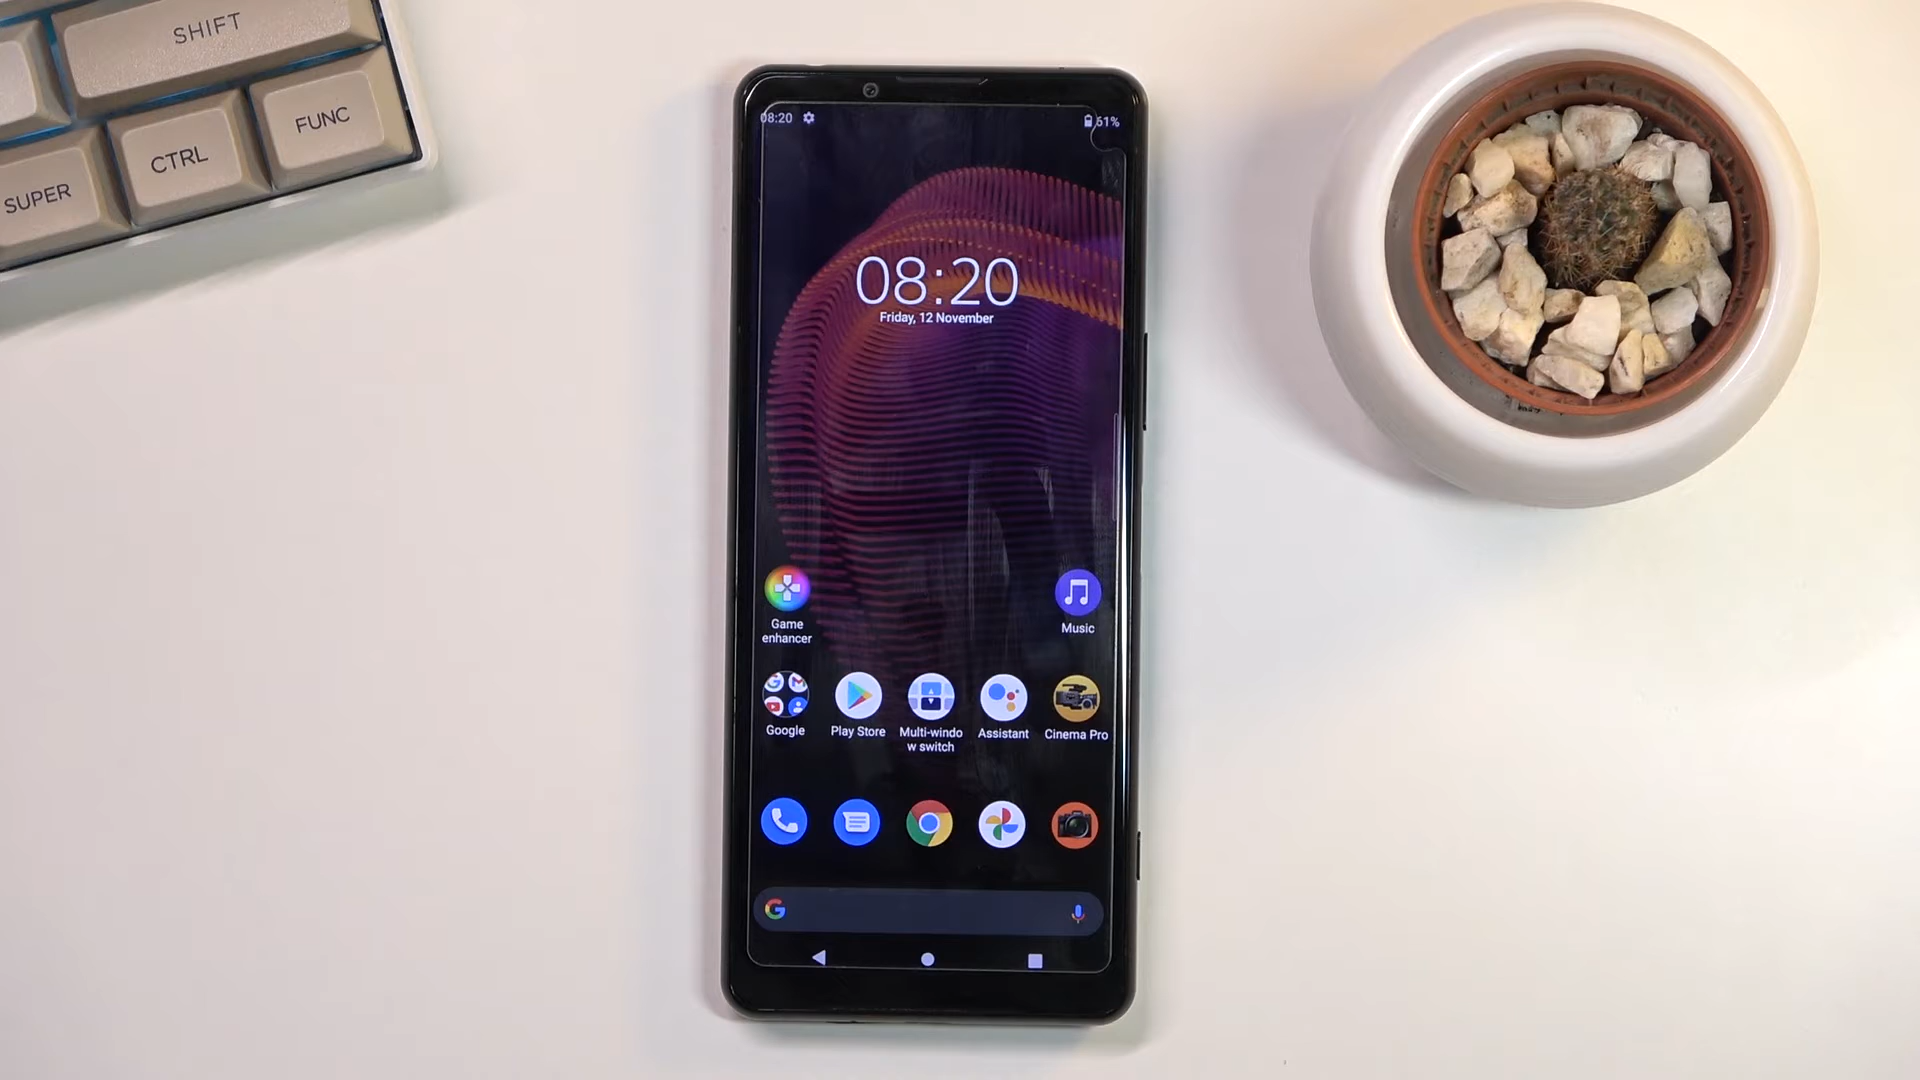 SHIFT
FUNC
CTRL
SUPER
08:20
61%
08:20
Friday, 12 November
Game
enhancer
Music
Google
Play Store
Multi-windo
w switch
Assistant
Cinema Pro